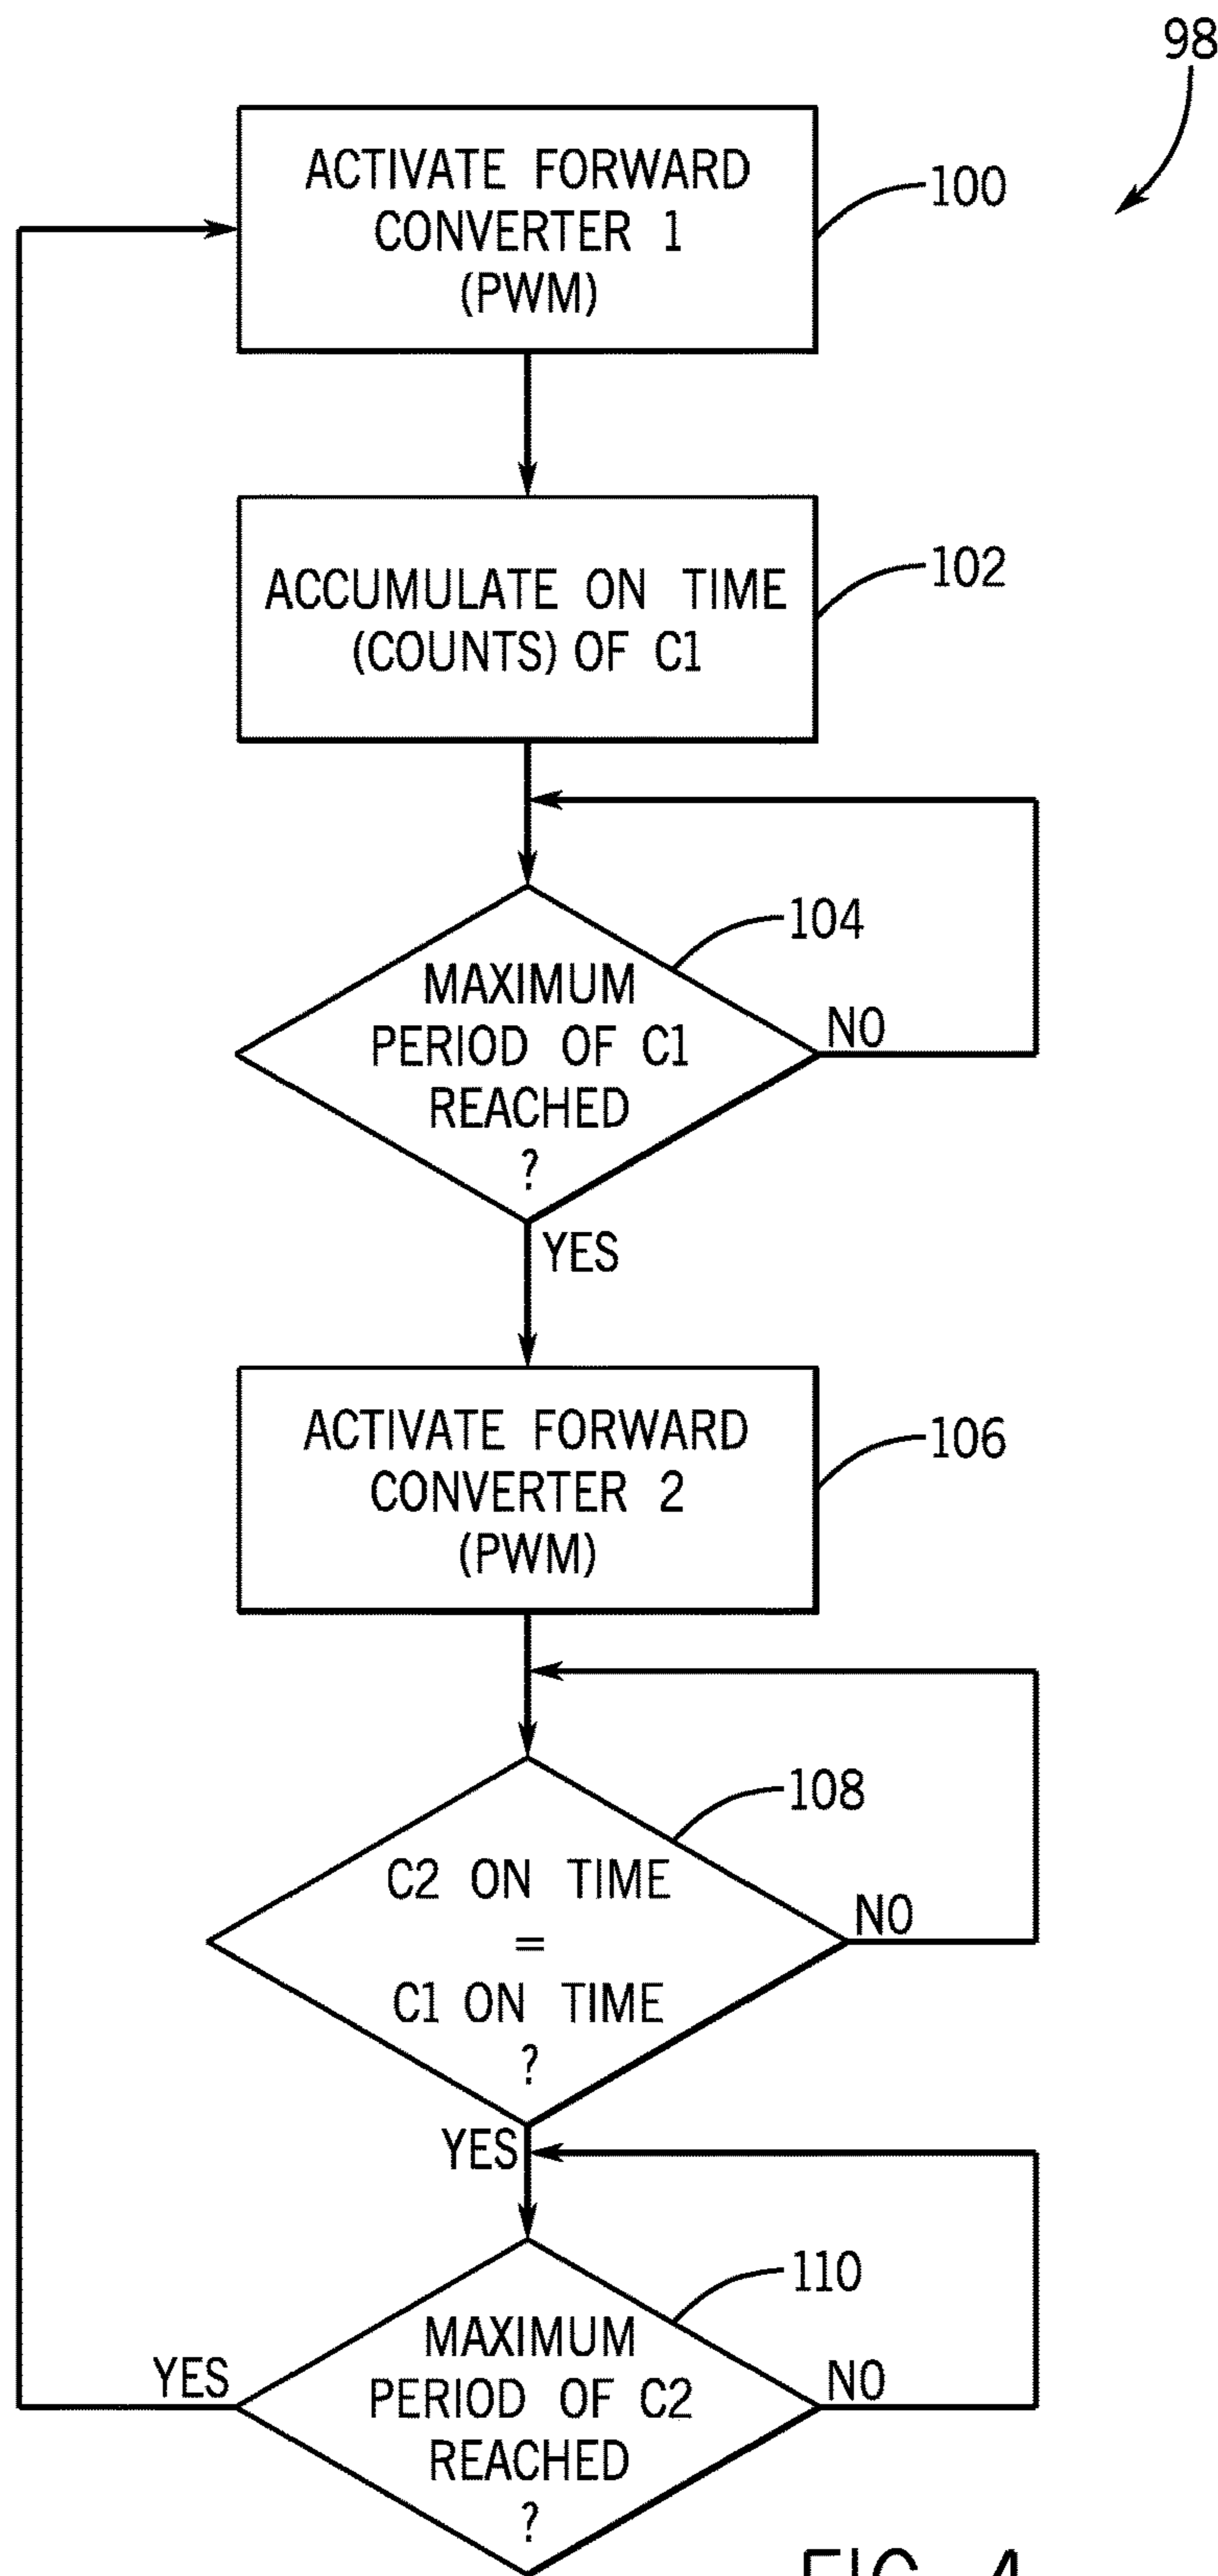 98
ACTIVATE FORWARD
CONVERTER 1
(PWM)
100
ACCUMULATE ON TIME
(COUNTS) OF C1
102
104
MAXIMUM
PERIOD OF C1
REACHED
?
NO
YES
ACTIVATE FORWARD
CONVERTER 2
(PWM)
106
108
C2 ON TIME
=
C1 ON TIME
?
NO
YES
110
MAXIMUM
PERIOD OF C2
REACHED
?
YES
NO
FIG. 4